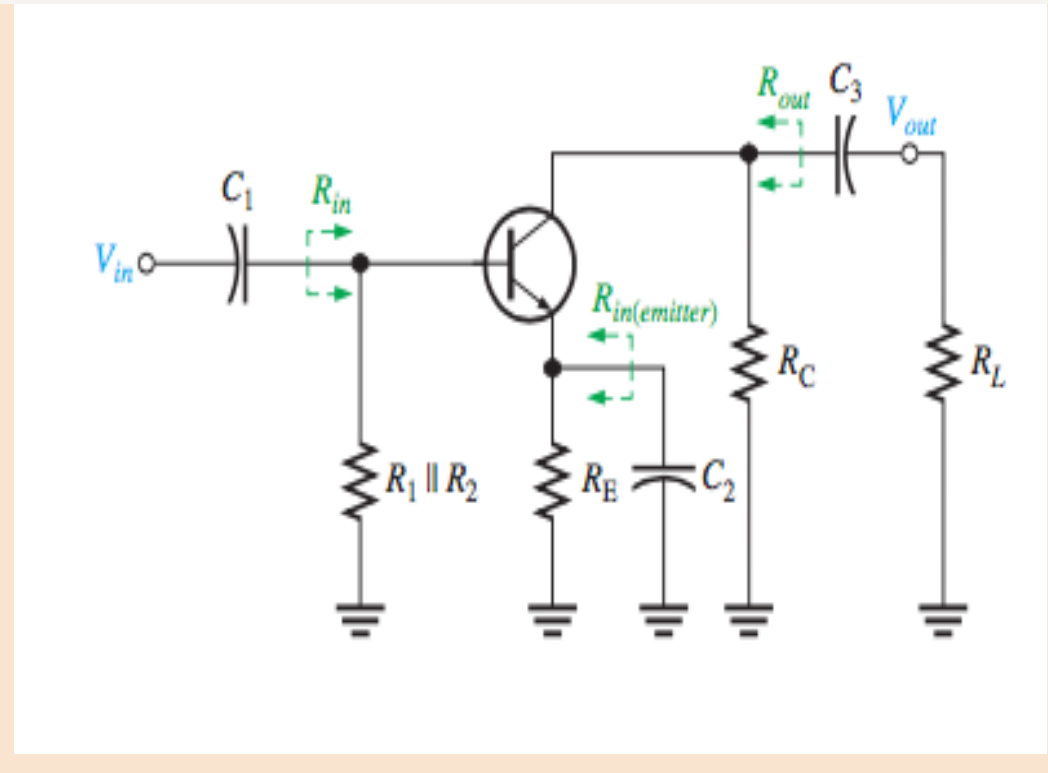 R_out C_3
V_out
C_1 R_in
V_in
R_in(emitter)
R_C R_L
R_1 || R_2 R_E C_2